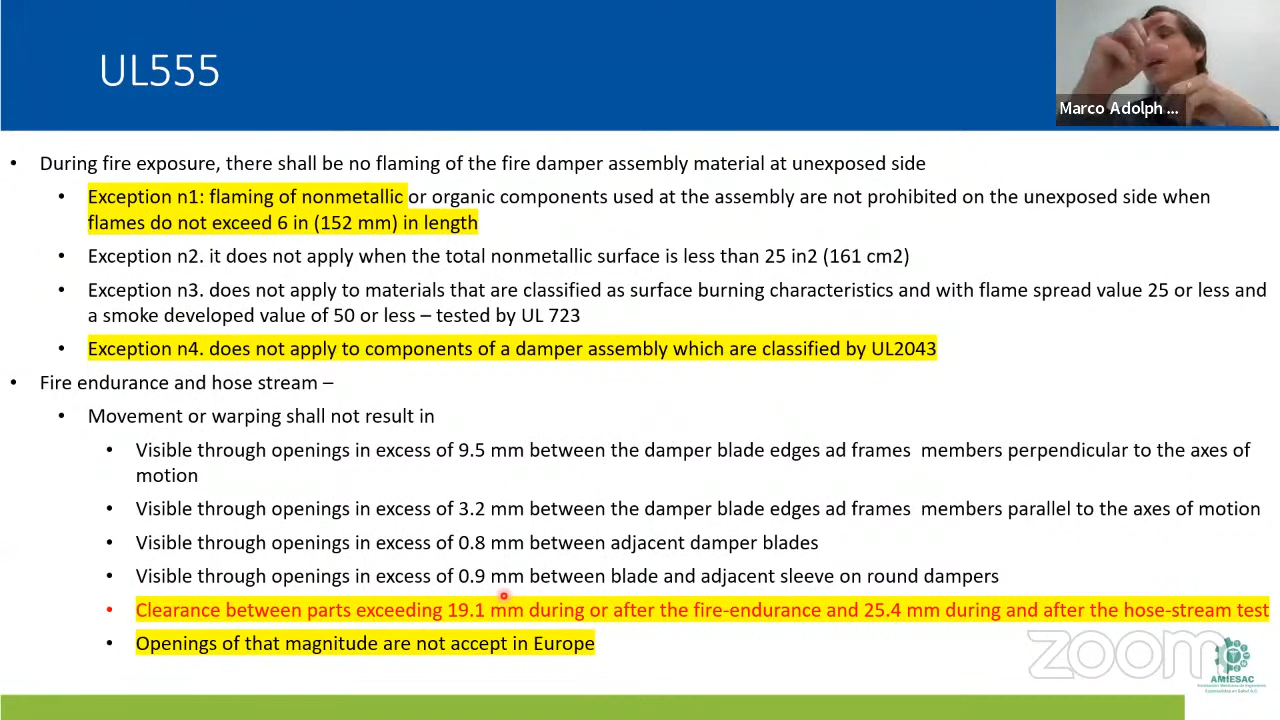 UL555
Marco Adolph ...
• During fire exposure, there shall be no flaming of the fire damper assembly material at unexposed side
• Exception n1: flaming of nonmetallic or organic components used at the assembly are not prohibited on the unexposed side when
flames do not exceed 6 in (152 mm) in length
• Exception n2. it does not apply when the total nonmetallic surface is less than 25 in2 (161 cm2)
• Exception n3. does not apply to materials that are classified as surface burning characteristics and with flame spread value 25 or less and
a smoke developed value of 50 or less – tested by UL 723
• Exception n4. does not apply to components of a damper assembly which are classified by UL2043
• Fire endurance and hose stream –
• Movement or warping shall not result in
• Visible through openings in excess of 9.5 mm between the damper blade edges ad frames  members perpendicular to the axes of
motion
• Visible through openings in excess of 3.2 mm between the damper blade edges ad frames  members parallel to the axes of motion
• Visible through openings in excess of 0.8 mm between adjacent damper blades
• Visible through openings in excess of 0.9 mm between blade and adjacent sleeve on round dampers
• Clearance between parts exceeding 19.1 mm during or after the fire-endurance and 25.4 mm during and after the hose-stream test
• Openings of that magnitude are not accept in Europe
zoom
AMIESAC